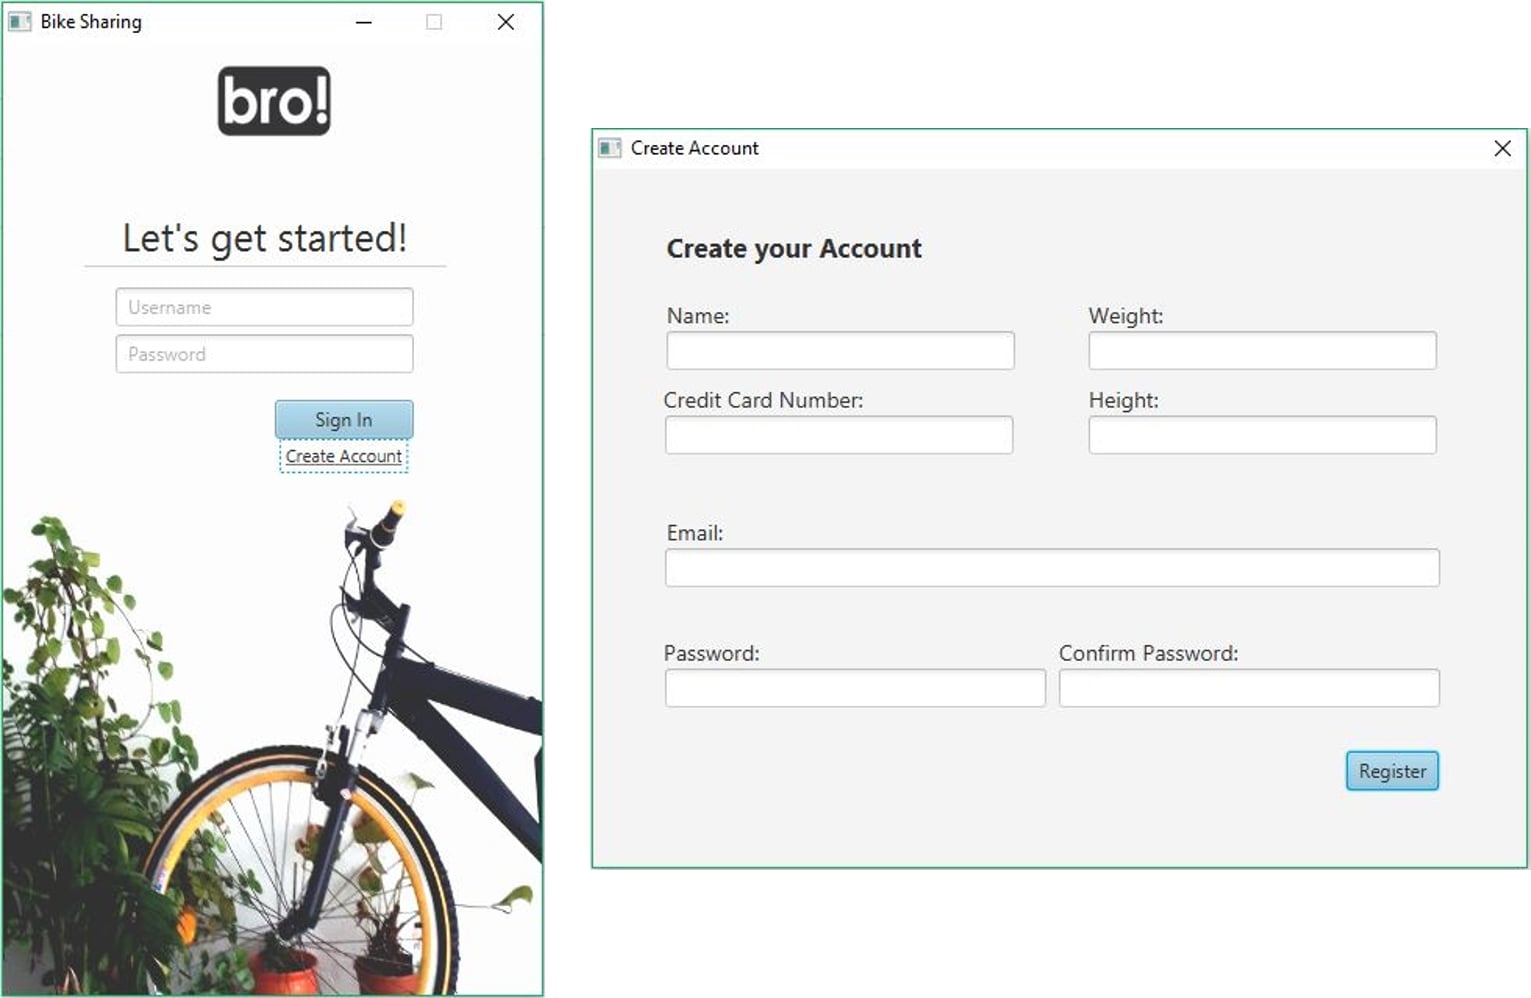 Bike Sharing
bro!
Let's get started!
Username
Password
Sign In
Create Account
Create Account
Create your Account
Name:
Weight:
Credit Card Number:
Height:
Email:
Password:
Confirm Password:
Register